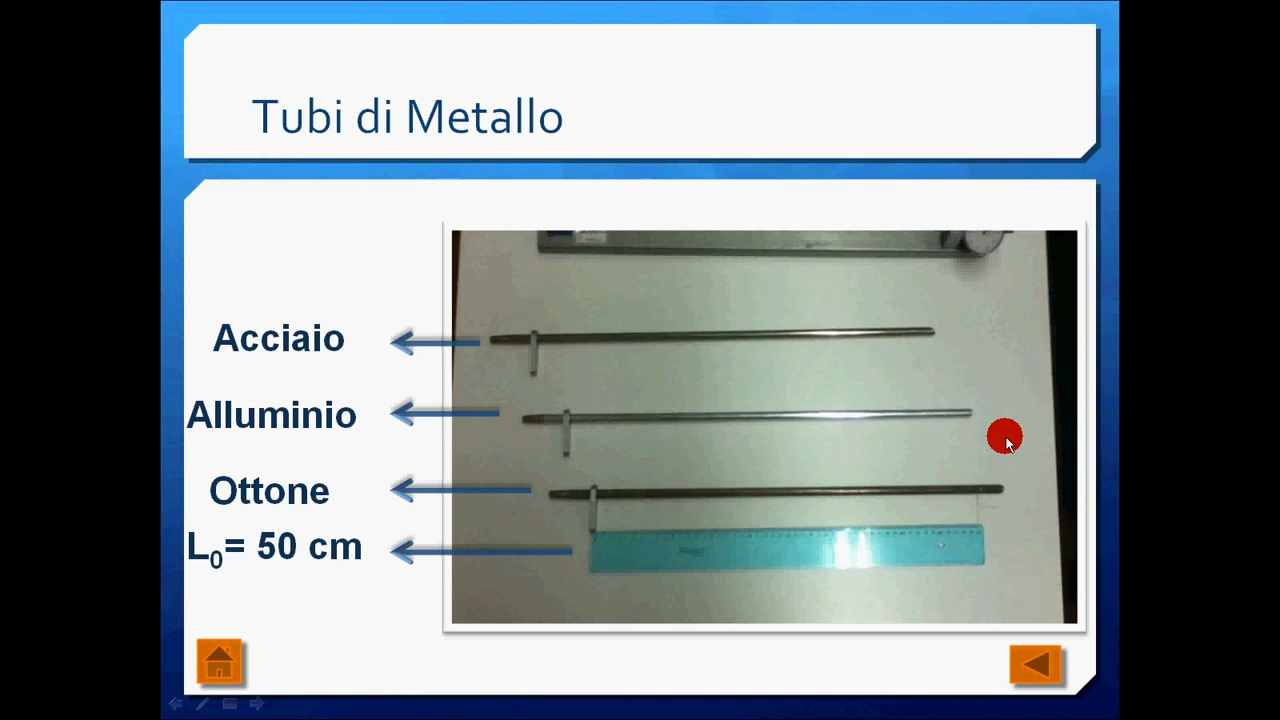 Tubi di Metallo
Acciaio
Alluminio
Ottone
L₀= 50 cm